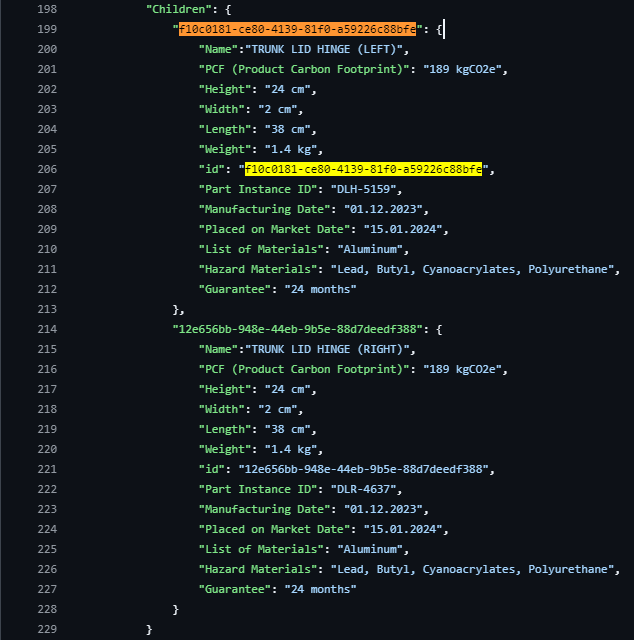 198 "Children": {
199 "f10c0181-ce80-4139-81f0-a59226c88bfe": {
200 "Name":"TRUNK LID HINGE (LEFT)",
201 "PCF (Product Carbon Footprint)": "189 kgCO2e",
202 "Height": "24 cm",
203 "Width": "2 cm",
204 "Length": "38 cm",
205 "Weight": "1.4 kg",
206 "id": "f10c0181-ce80-4139-81f0-a59226c88bfe",
207 "Part Instance ID": "DLH-5159",
208 "Manufacturing Date": "01.12.2023",
209 "Placed on Market Date": "15.01.2024",
210 "List of Materials": "Aluminum",
211 "Hazard Materials": "Lead, Butyl, Cyanoacrylates, Polyurethane",
212 "Guarantee": "24 months"
213 },
214 "12e656bb-948e-44eb-9b5e-88d7deedf388": {
215 "Name":"TRUNK LID HINGE (RIGHT)",
216 "PCF (Product Carbon Footprint)": "189 kgCO2e",
217 "Height": "24 cm",
218 "Width": "2 cm",
219 "Length": "38 cm",
220 "Weight": "1.4 kg",
221 "id": "12e656bb-948e-44eb-9b5e-88d7deedf388",
222 "Part Instance ID": "DLR-4637",
223 "Manufacturing Date": "01.12.2023",
224 "Placed on Market Date": "15.01.2024",
225 "List of Materials": "Aluminum",
226 "Hazard Materials": "Lead, Butyl, Cyanoacrylates, Polyurethane",
227 "Guarantee": "24 months"
228 }
229 }